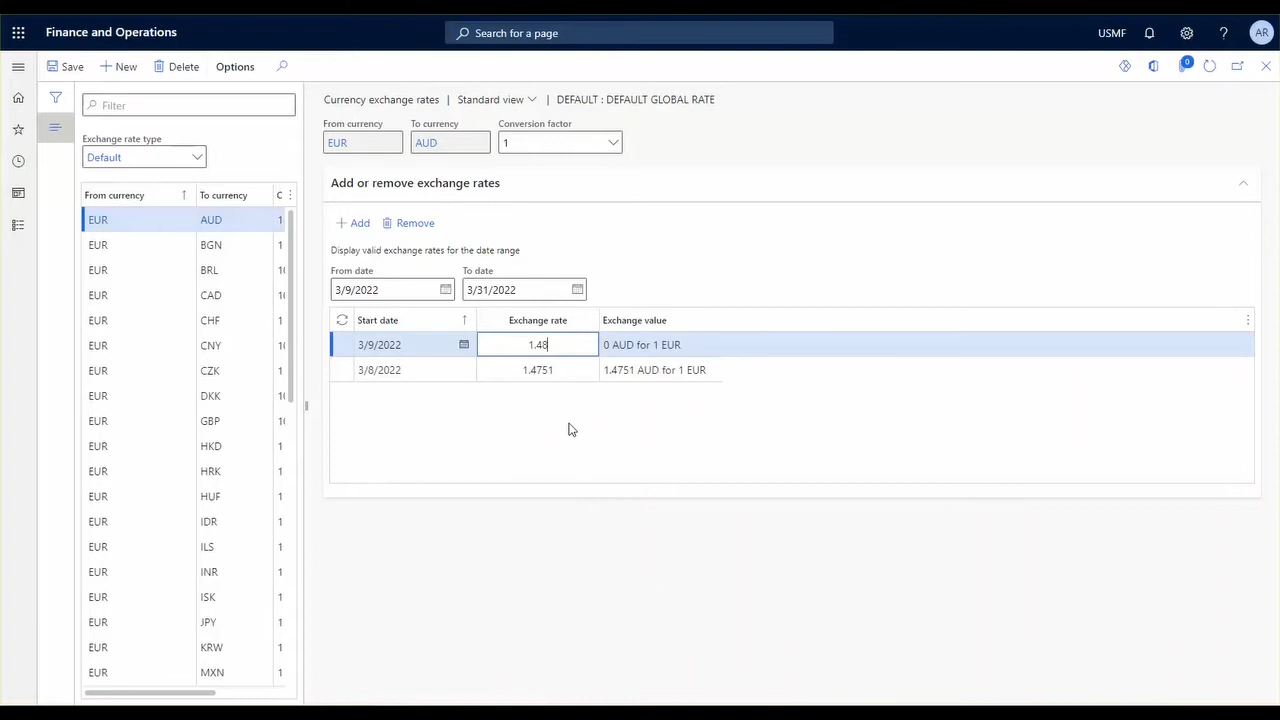 Finance and Operations
Search for a page
USMF
?
AR
Save
New
Delete
Options
0
Filter
Exchange rate type
Default
From currency To currency C
EUR AUD 1
EUR BGN 1
EUR BRL 10
EUR CAD 10
EUR CHF 1
EUR CNY 10
EUR CZK 1
EUR DKK 10
EUR GBP 10
EUR HKD 1
EUR HRK 1
EUR HUF 1
EUR IDR 1
EUR ILS 1
EUR INR 1
EUR ISK 1
EUR JPY 1
EUR KRW 1
EUR MXN 1
Currency exchange rates | Standard view | DEFAULT : DEFAULT GLOBAL RATE
From currency To currency Conversion factor
EUR AUD 1
Add or remove exchange rates
Add Remove
Display valid exchange rates for the date range
From date To date
3/9/2022 3/31/2022
Start date Exchange rate Exchange value
3/9/2022 1.48 0 AUD for 1 EUR
3/8/2022 1.4751 1.4751 AUD for 1 EUR